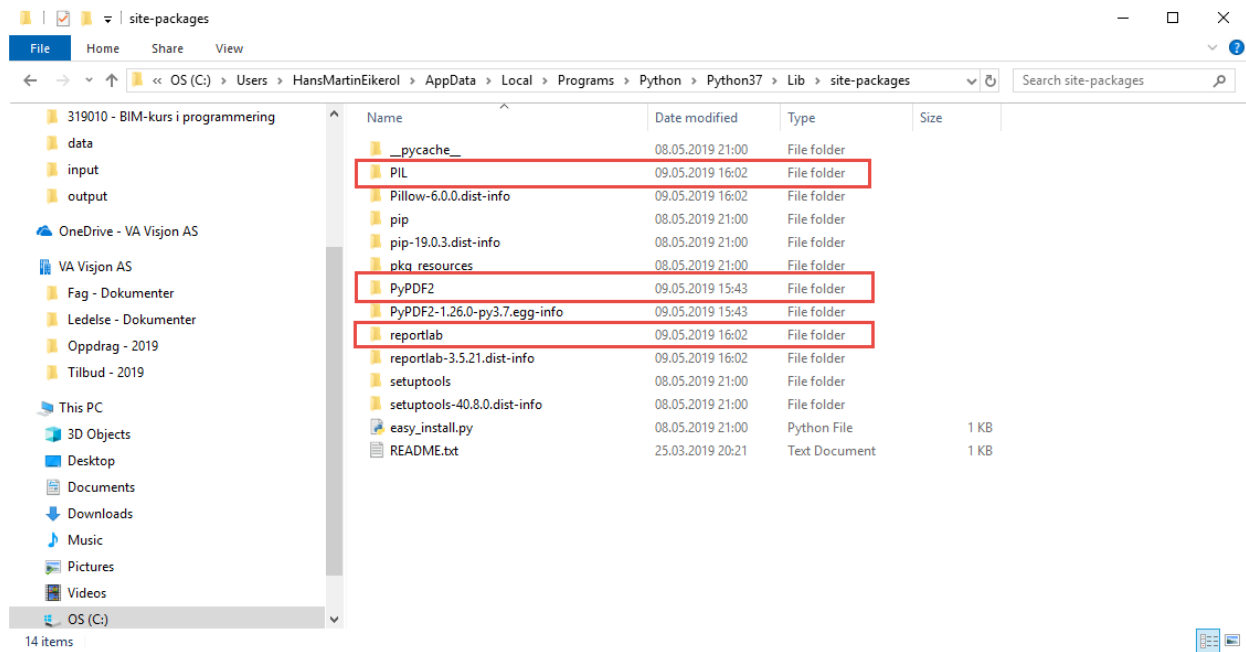 site-packages
File Home Share View
« OS (C:) › Users › HansMartinEikerol › AppData › Local › Programs › Python › Python37 › Lib › site-packages Search site-packages
319010 - BIM-kurs i programmering
data
input
output
OneDrive - VA Visjon AS
VA Visjon AS
Fag - Dokumenter
Ledelse - Dokumenter
Oppdrag - 2019
Tilbud - 2019
This PC
3D Objects
Desktop
Documents
Downloads
Music
Pictures
Videos
OS (C:)
Name Date modified Type Size
__pycache__ 08.05.2019 21:00 File folder
PIL 09.05.2019 16:02 File folder
Pillow-6.0.0.dist-info 09.05.2019 16:02 File folder
pip 08.05.2019 21:00 File folder
pip-19.0.3.dist-info 08.05.2019 21:00 File folder
pkg_resources 08.05.2019 21:00 File folder
PyPDF2 09.05.2019 15:43 File folder
PyPDF2-1.26.0-py3.7.egg-info 09.05.2019 15:43 File folder
reportlab 09.05.2019 16:02 File folder
reportlab-3.5.21.dist-info 09.05.2019 16:02 File folder
setuptools 08.05.2019 21:00 File folder
setuptools-40.8.0.dist-info 08.05.2019 21:00 File folder
easy_install.py 08.05.2019 21:00 Python File 1 KB
README.txt 25.03.2019 20:21 Text Document 1 KB
14 items